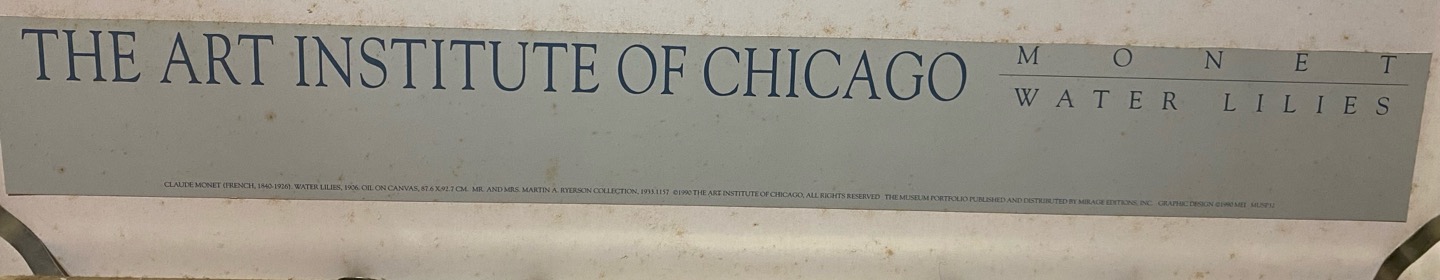 THE ART INSTITUTE OF CHICAGO
MONET
WATER LILIES
CLAUDE MONET (FRENCH, 1840-1926). WATER LILIES, 1906. OIL ON CANVAS, 87.6 X 92.7 CM. MR. AND MRS. MARTIN A. RYERSON COLLECTION, 1933.1157 ©1990 THE ART INSTITUTE OF CHICAGO, ALL RIGHTS RESERVED THE MUSEUM PORTFOLIO PUBLISHED AND DISTRIBUTED BY MIRAGE EDITIONS, INC. GRAPHIC DESIGN ©1990 MEI